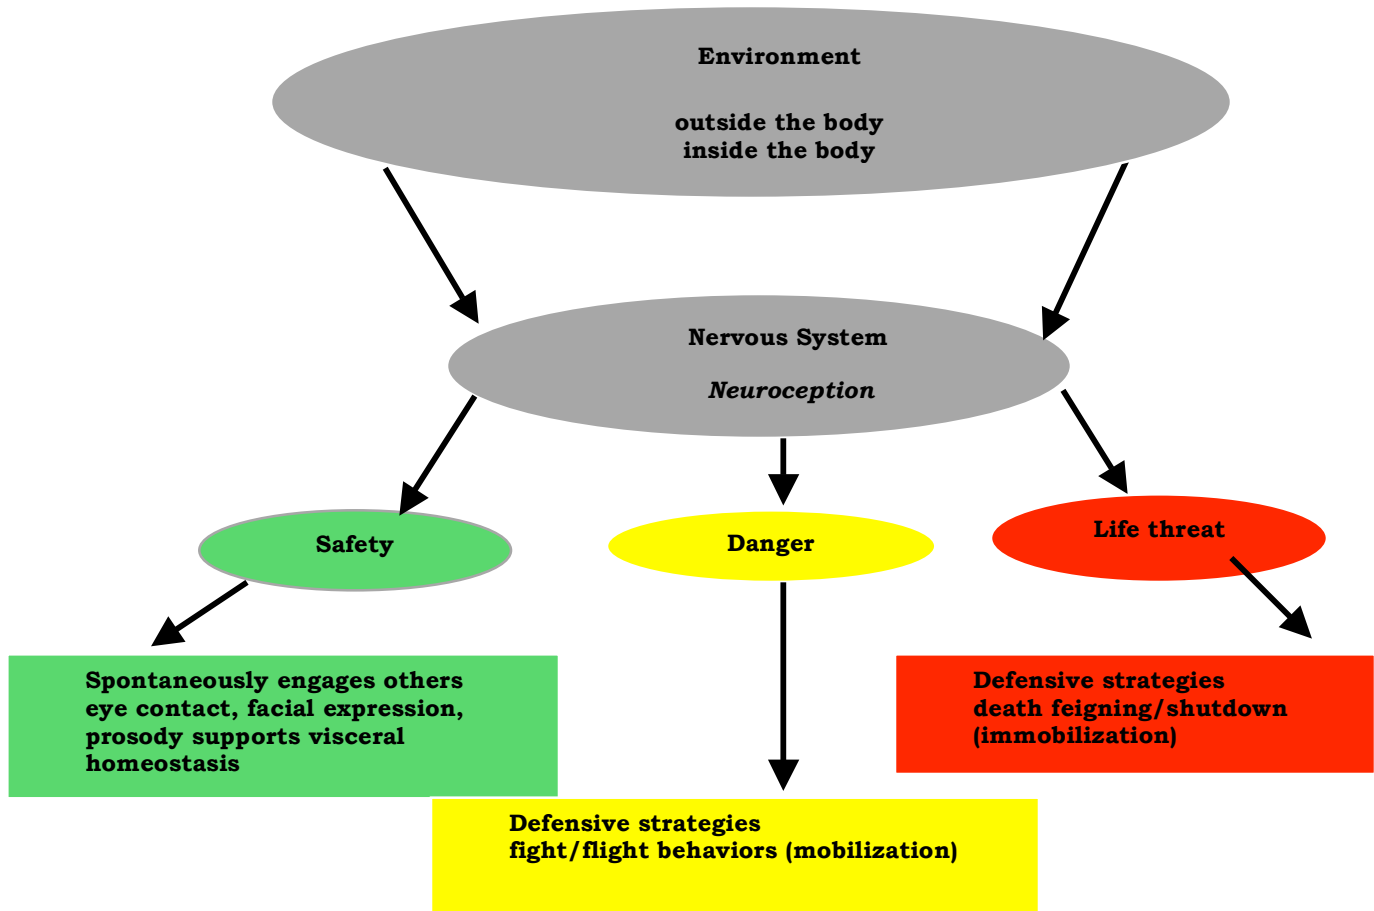 Environment
outside the body
inside the body
Nervous System
Neuroception
Safety
Danger
Life threat
Spontaneously engages others
eye contact, facial expression,
prosody supports visceral
homeostasis
Defensive strategies
fight/flight behaviors (mobilization)
Defensive strategies
death feigning/shutdown
(immobilization)